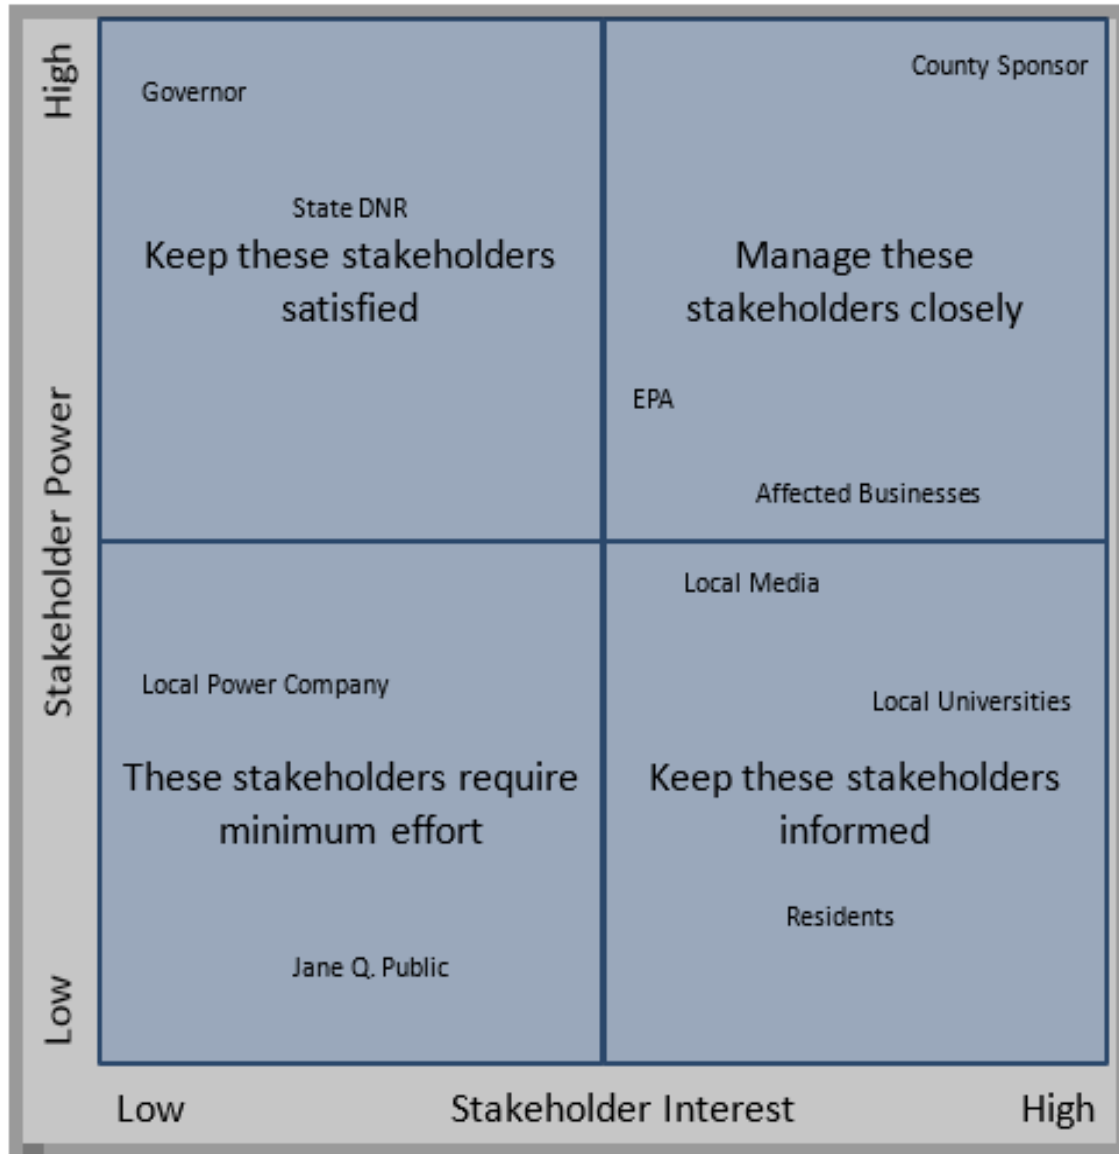 High
Stakeholder Power
Low
Governor
State DNR
Keep these stakeholders
satisfied
County Sponsor
Manage these
stakeholders closely
EPA
Affected Businesses
Local Power Company
These stakeholders require
minimum effort
Jane Q. Public
Local Media
Local Universities
Keep these stakeholders
informed
Residents
Low
Stakeholder Interest
High